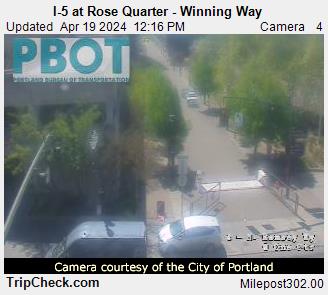 I-5 at Rose Quarter - Winning Way
Updated Apr 19 2024 12:16 PM Camera 4
PBOT
PORTLAND BUREAU OF TRANSPORTATION
Camera courtesy of the City of Portland
TripCheck.com Milepost302.00